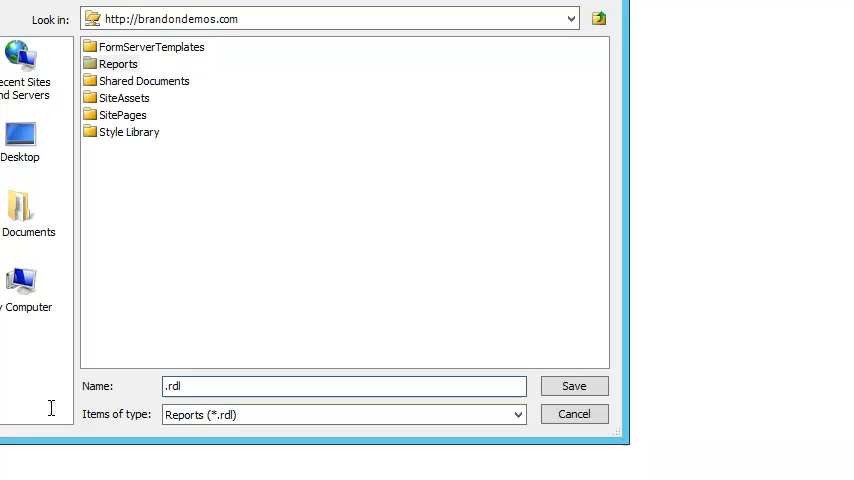 Look in: http://brandondemos.com
FormServerTemplates
Reports
Shared Documents
SiteAssets
SitePages
Style Library
ecent Sites
nd Servers
Desktop
Documents
y Computer
Name: .rdl Save
Items of type: Reports (*.rdl) Cancel